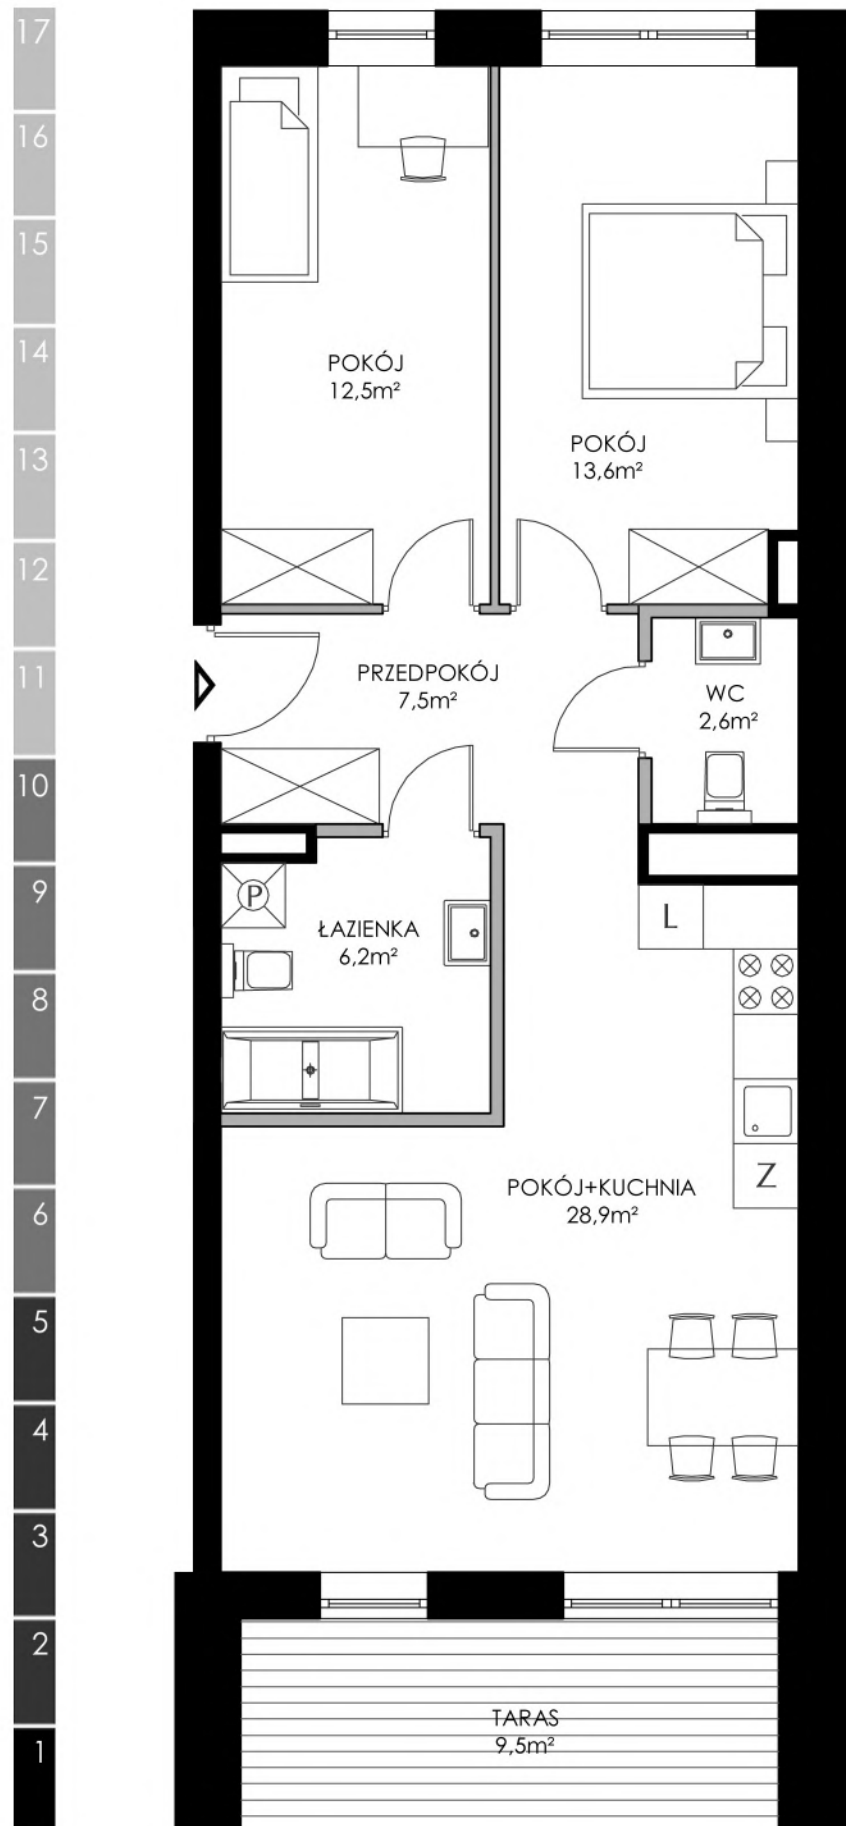 17
16
15
14
13
12
11
10
9
8
7
6
5
4
3
2
1
POKÓJ
12,5m²
POKÓJ
13,6m²
PRZEDPOKÓJ
7,5m²
WC
2,6m²
P
ŁAZIENKA
6,2m²
L
Z
POKÓJ+KUCHNIA
28,9m²
TARAS
9,5m²